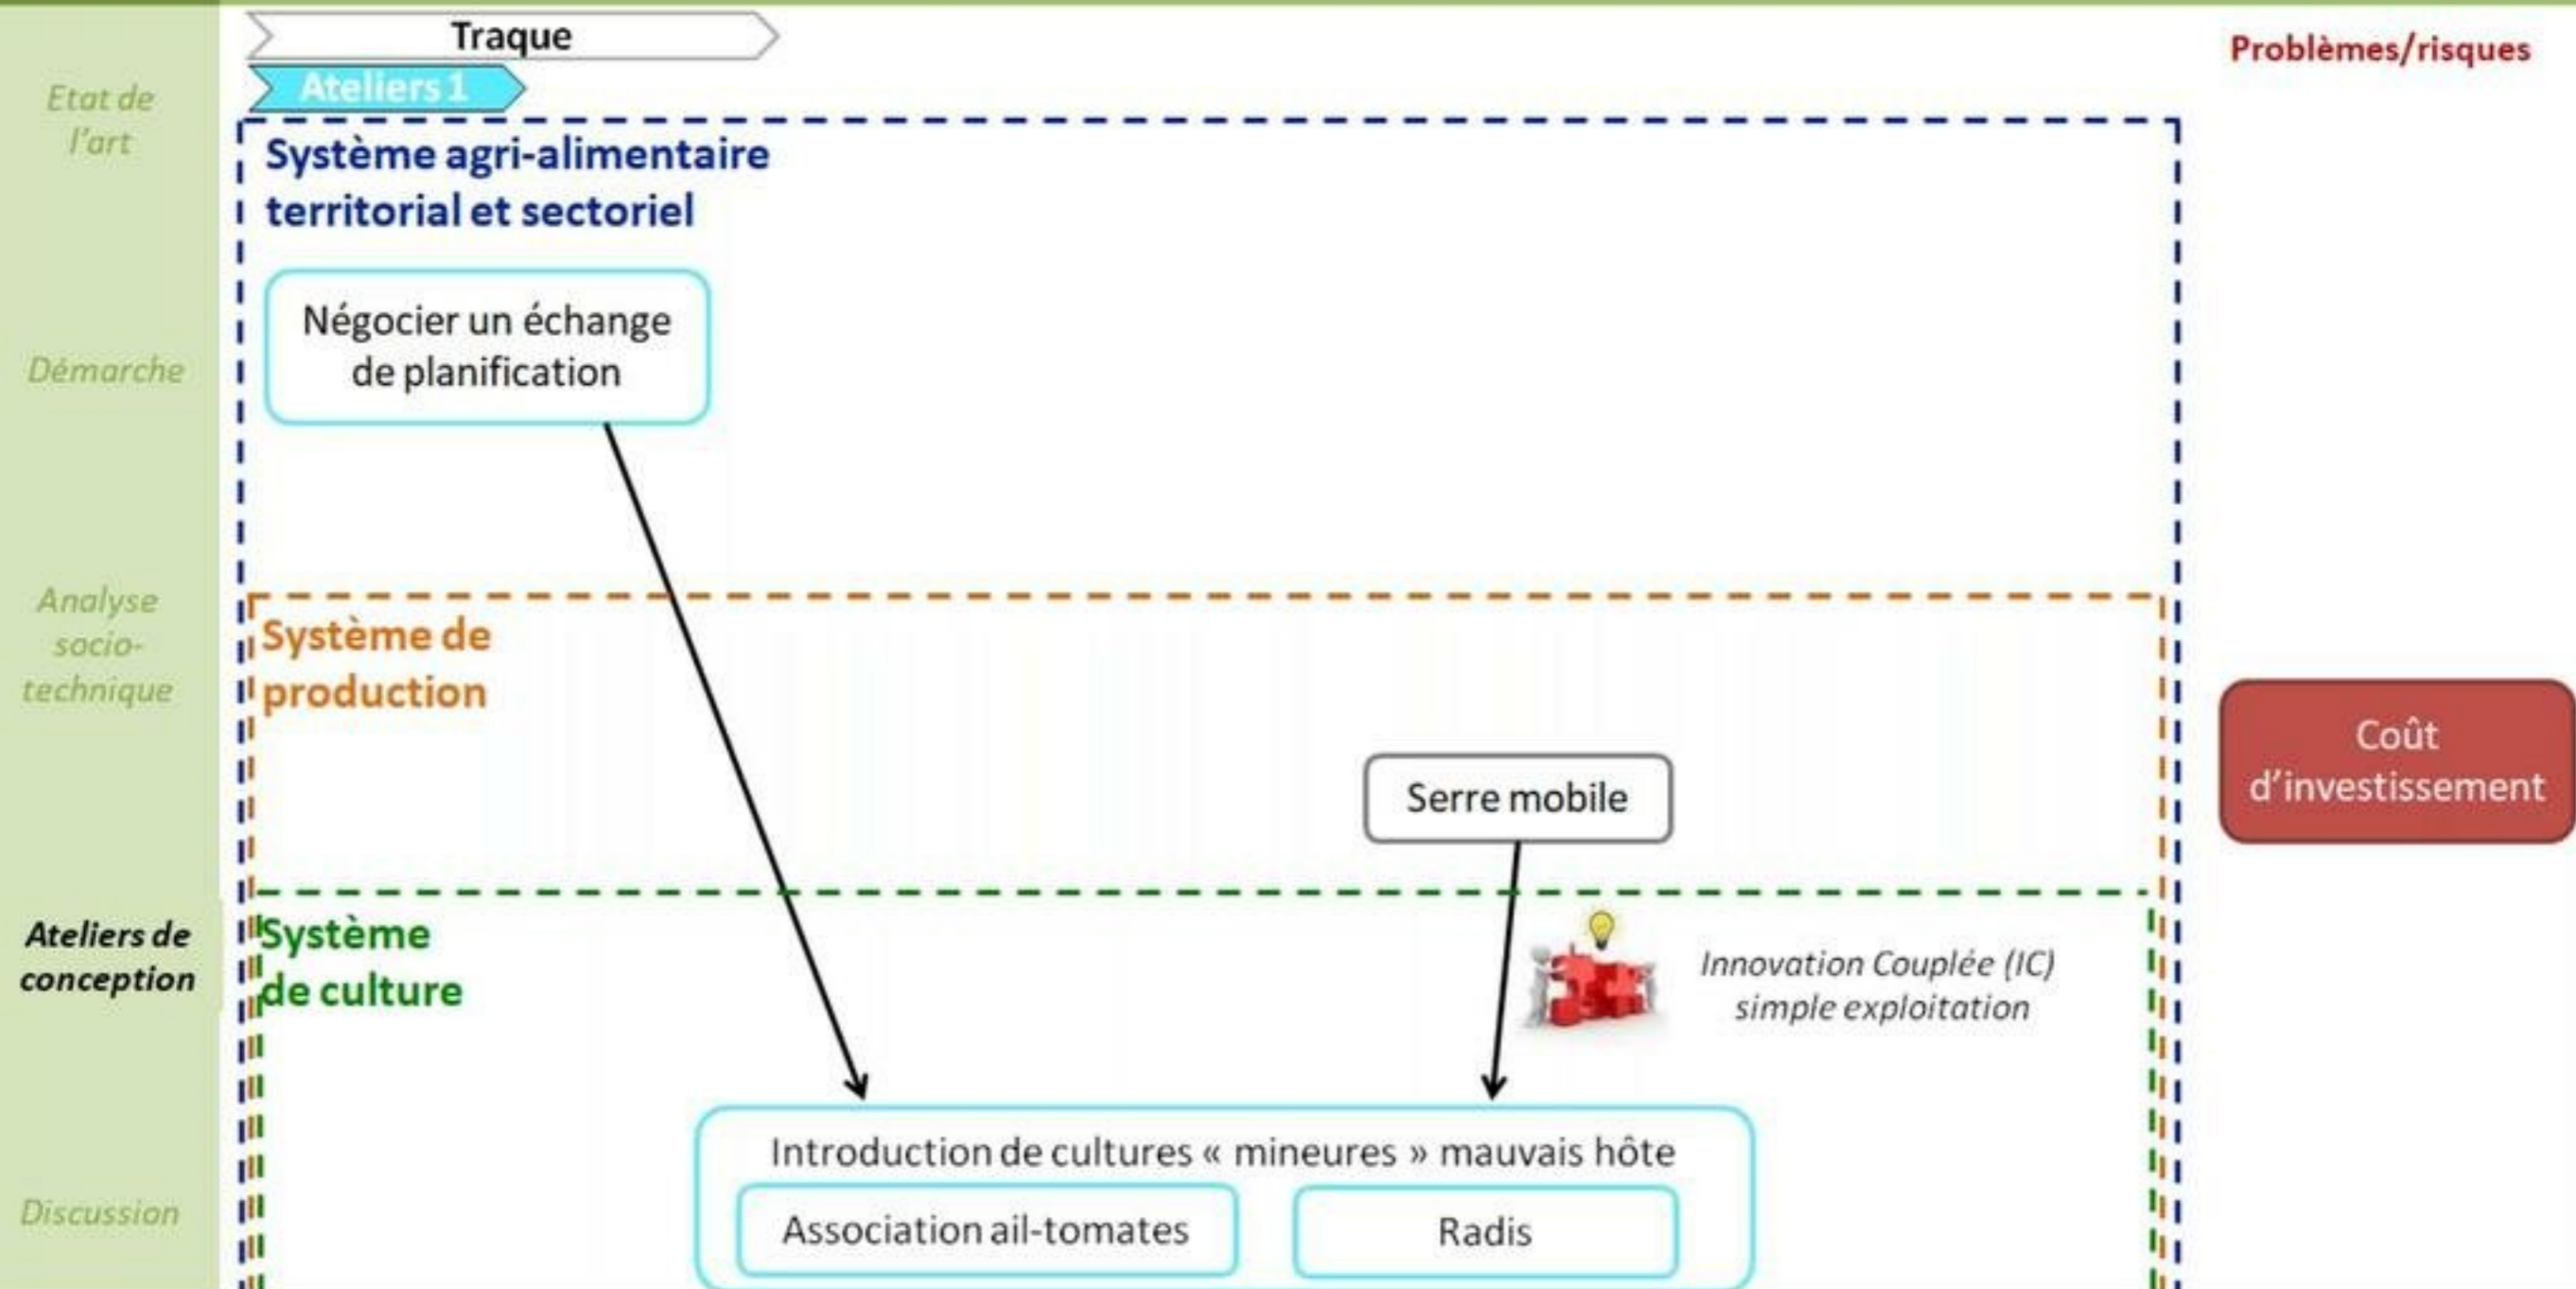 Etat de
l'art
Démarche
Analyse
socio-
technique
Ateliers de
conception
Discussion
Traque
Ateliers 1
Problèmes/risques
Système agri-alimentaire
territorial et sectoriel
Négocier un échange
de planification
Système de
production
Serre mobile
Coût
d'investissement
Système
de culture
Innovation Couplée (IC)
simple exploitation
Introduction de cultures « mineures » mauvais hôte
Association ail-tomates
Radis